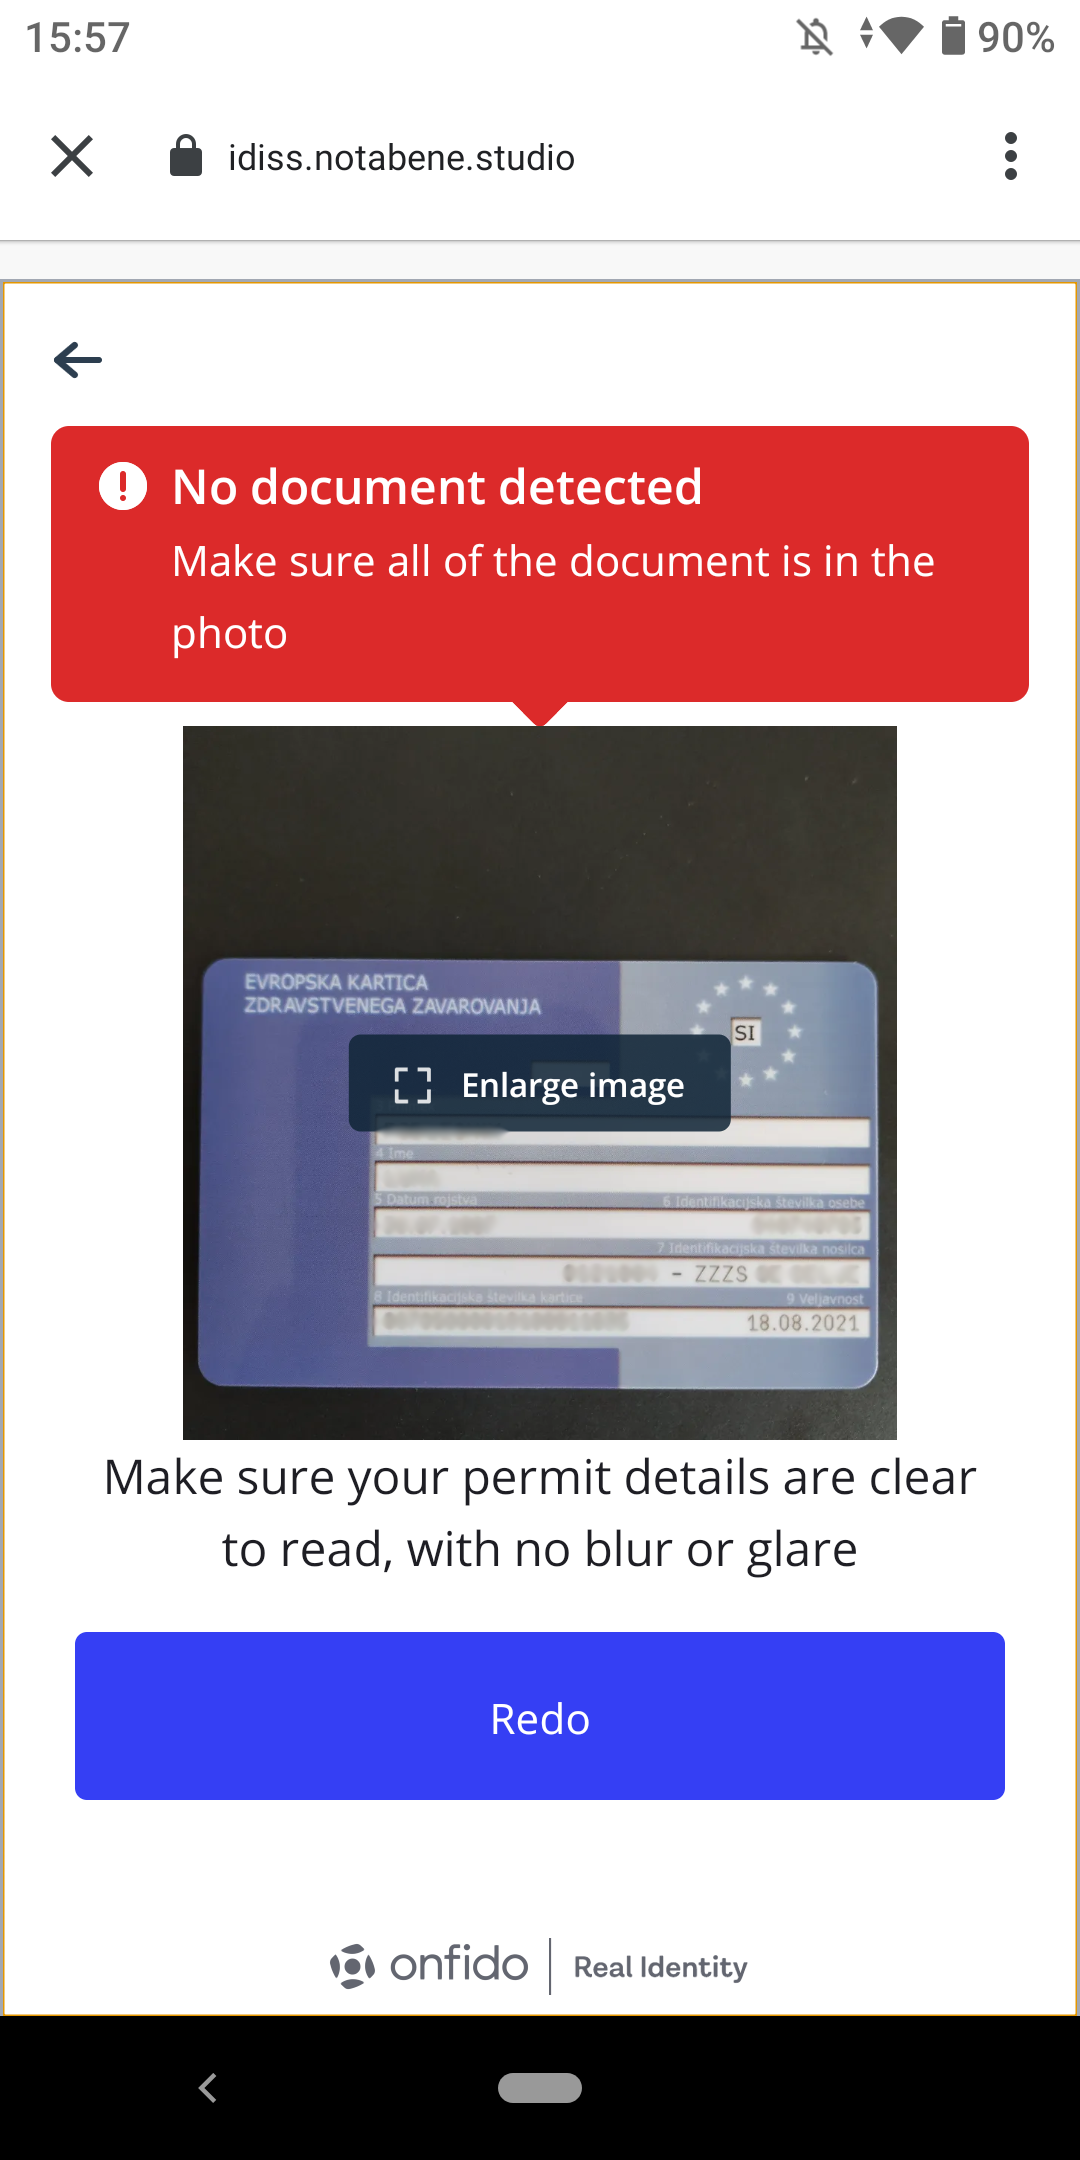 15:57
90%
idiss.notabene.studio
No document detected
Make sure all of the document is in the
photo
EVROPSKA KARTICA
ZDRAVSTVENEGA ZAVAROVANJA
SI
Enlarge image
4 Ime
5 Datum rojstva 6 Identifikacijska številka osebe
7 Identifikacijska številka nosilca
- ZZZS
8 Identifikacijska številka kartice 9 Veljavnost
18.08.2021
Make sure your permit details are clear
to read, with no blur or glare
Redo
onfido | Real Identity